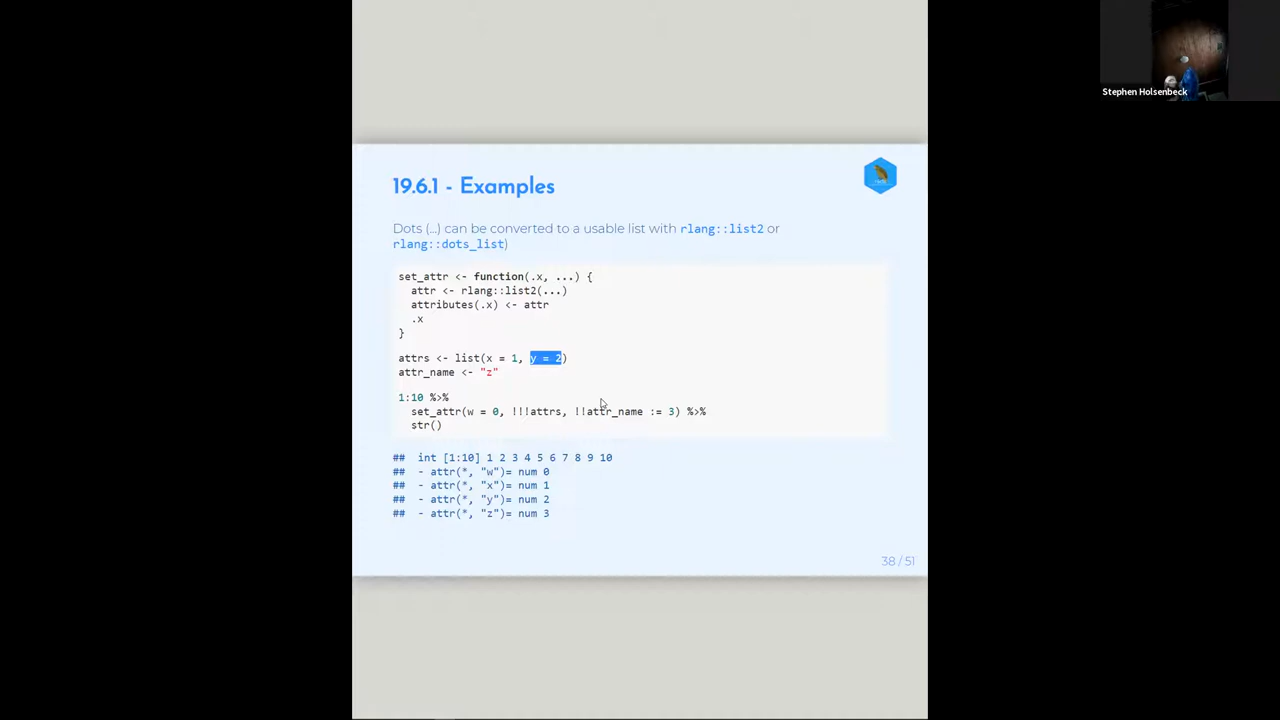 Stephen Holsenbeck
19.6.1 - Examples
Dots (...) can be converted to a usable list with rlang::list2 or
rlang::dots_list)
set_attr <- function(.x, ...) {
  attr <- rlang::list2(...)
  attributes(.x) <- attr
  .x
}
attrs <- list(x = 1, y = 2)
attr_name <- "z"
1:10 %>%
  set_attr(w = 0, !!!attrs, !!attr_name := 3) %>%
  str()
##  int [1:10] 1 2 3 4 5 6 7 8 9 10
##  - attr(*, "w")= num 0
##  - attr(*, "x")= num 1
##  - attr(*, "y")= num 2
##  - attr(*, "z")= num 3
38 / 51